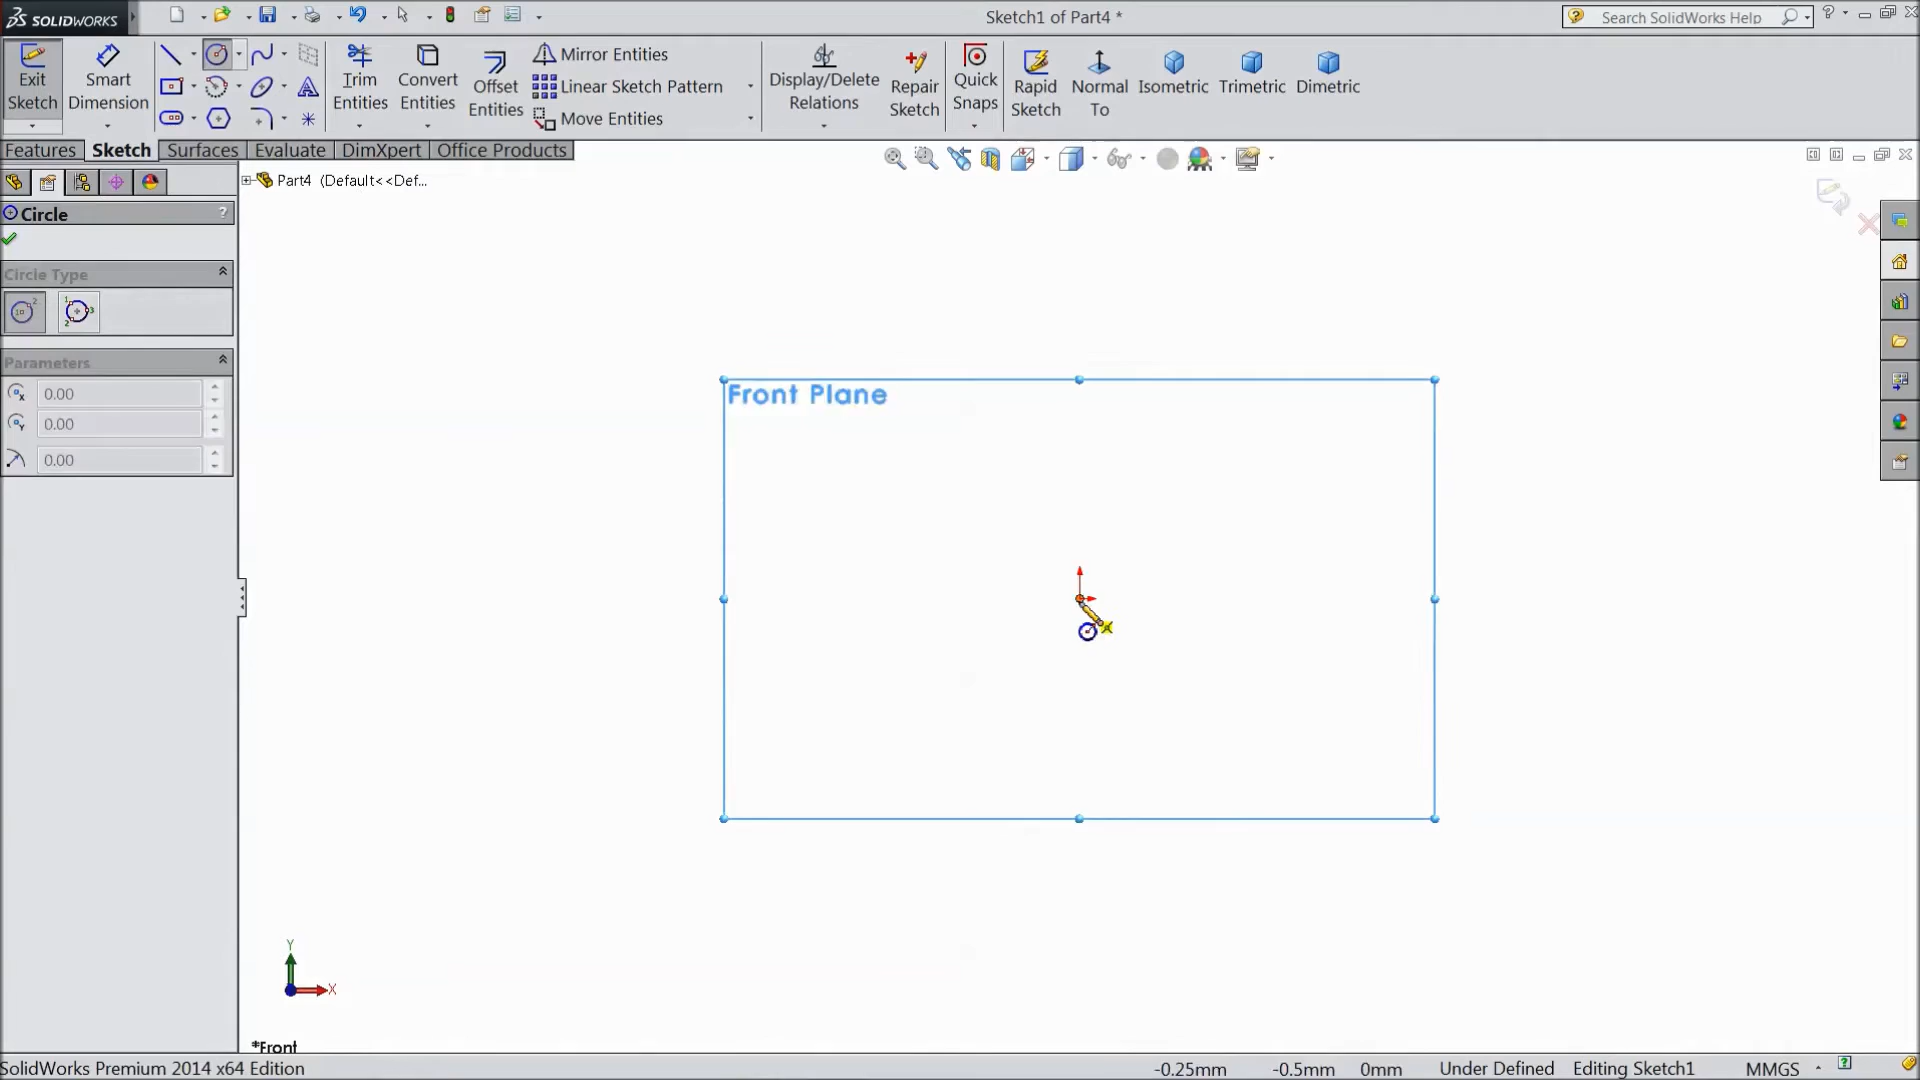 SOLIDWORKS
Sketch1 of Part4 *
Search SolidWorks Help
Exit Sketch
Smart Dimension
Trim Entities
Convert Entities
Offset Entities
Mirror Entities
Linear Sketch Pattern
Move Entities
Display/Delete Relations
Repair Sketch
Quick Snaps
Rapid Sketch
Normal To
Isometric
Trimetric
Dimetric
Features
Sketch
Surfaces
Evaluate
DimXpert
Office Products
Part4 (Default<<Def...
Circle
?
Circle Type
Parameters
0.00
0.00
0.00
Front Plane
Y
X
*Front
SolidWorks Premium 2014 x64 Edition
-0.25mm
-0.5mm
0mm
Under Defined
Editing Sketch1
MMGS